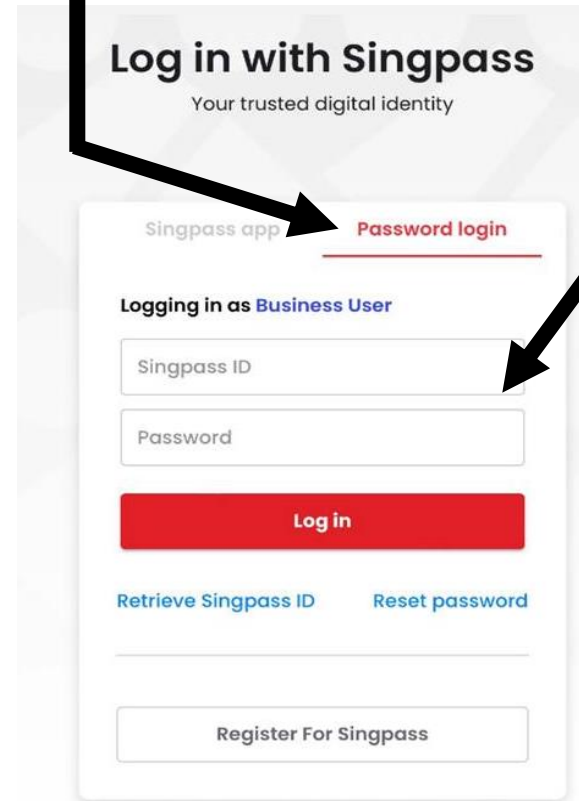 Log in with Singpass
Your trusted digital identity
Singpass app
Password login
Logging in as Business User
Singpass ID
Password
Log in
Retrieve Singpass ID
Reset password
Register For Singpass